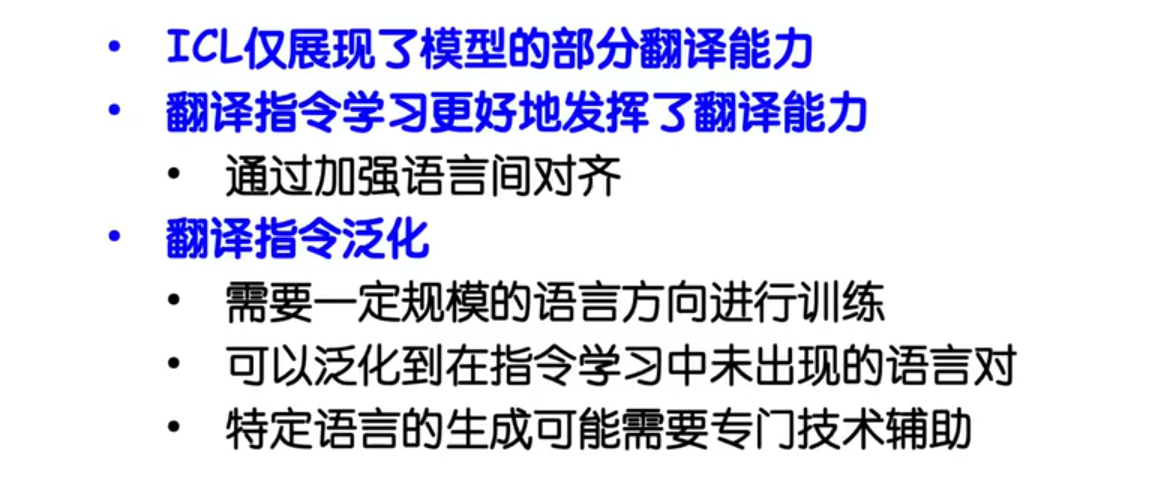 • ICL仅展现了模型的部分翻译能力
• 翻译指令学习更好地发挥了翻译能力
• 通过加强语言间对齐
• 翻译指令泛化
• 需要一定规模的语言方向进行训练
• 可以泛化到在指令学习中未出现的语言对
• 特定语言的生成可能需要专门技术辅助